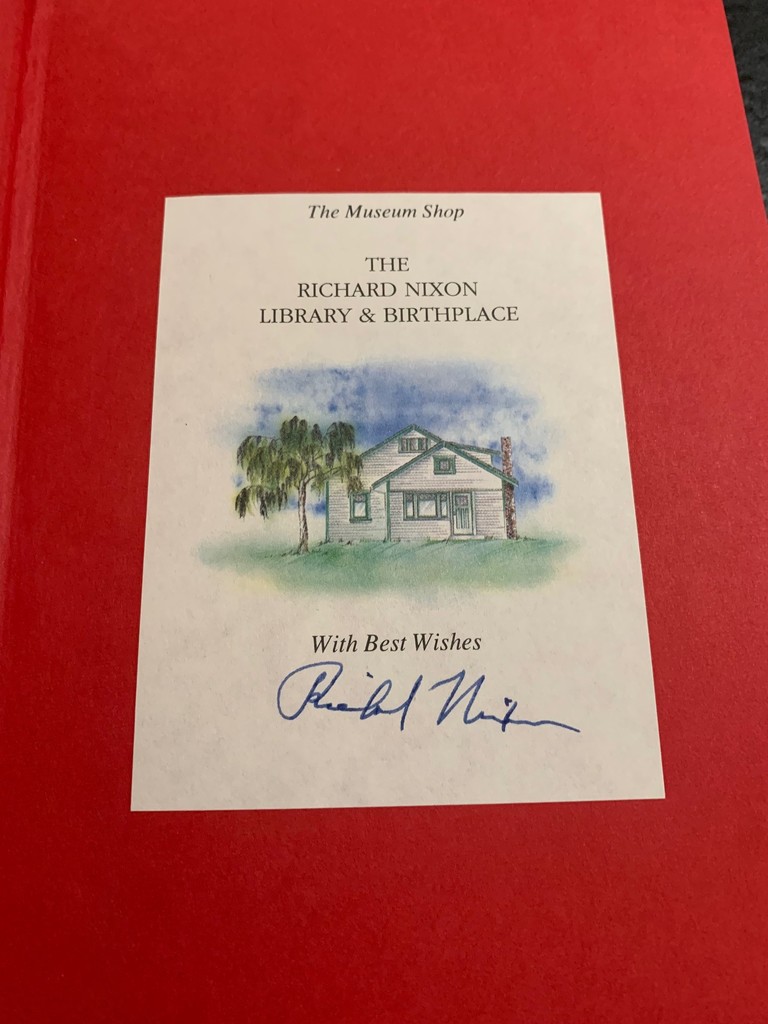 The Museum Shop
THE
RICHARD NIXON
LIBRARY & BIRTHPLACE
With Best Wishes
Richard Nixon